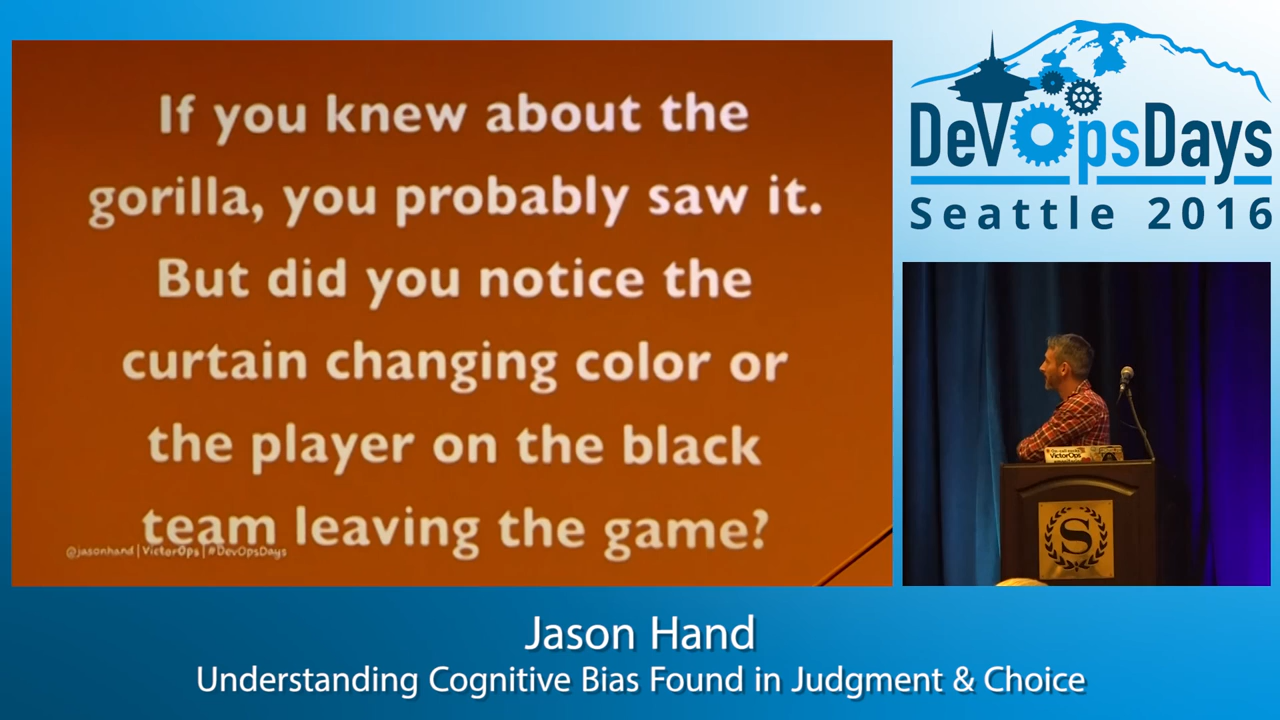 If you knew about the
gorilla, you probably saw it.
But did you notice the
curtain changing color or
the player on the black
team leaving the game?
@jasonhand | VictorOps | #DevOpsDays
DevOpsDays
Seattle 2016
VictorOps
S
Jason Hand
Understanding Cognitive Bias Found in Judgment & Choice